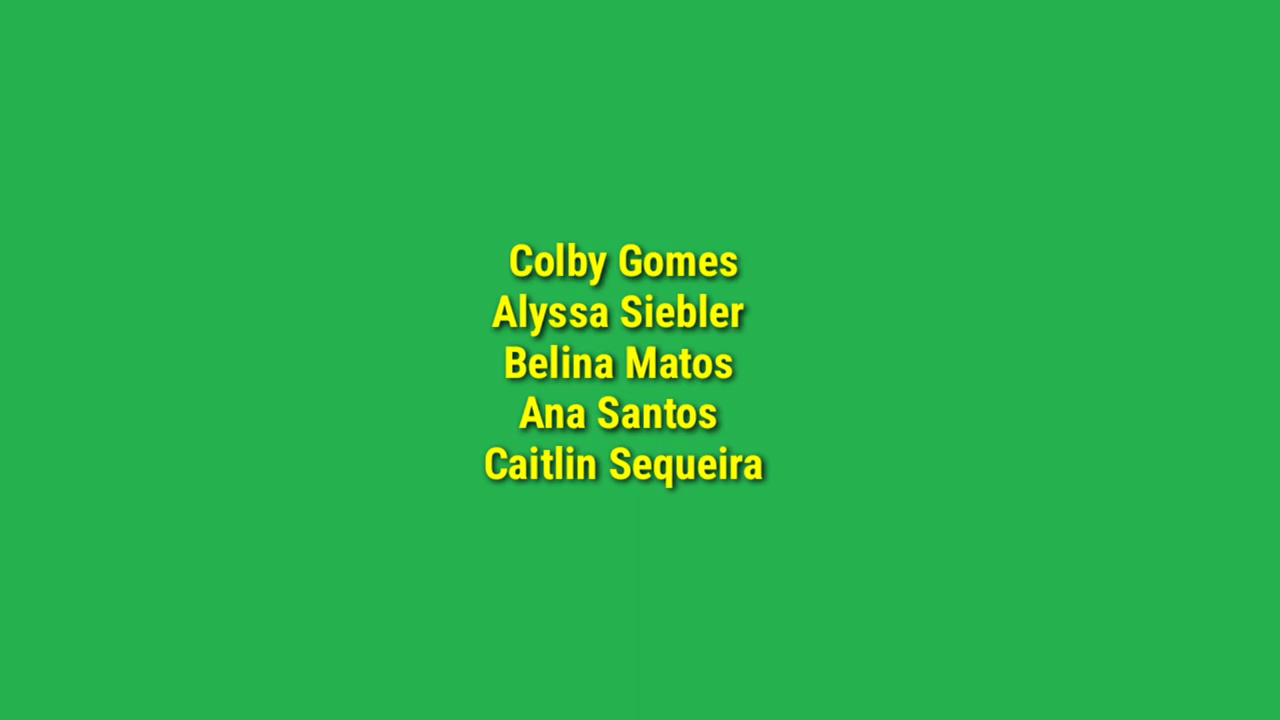 Colby Gomes
Alyssa Siebler
Belina Matos
Ana Santos
Caitlin Sequeira